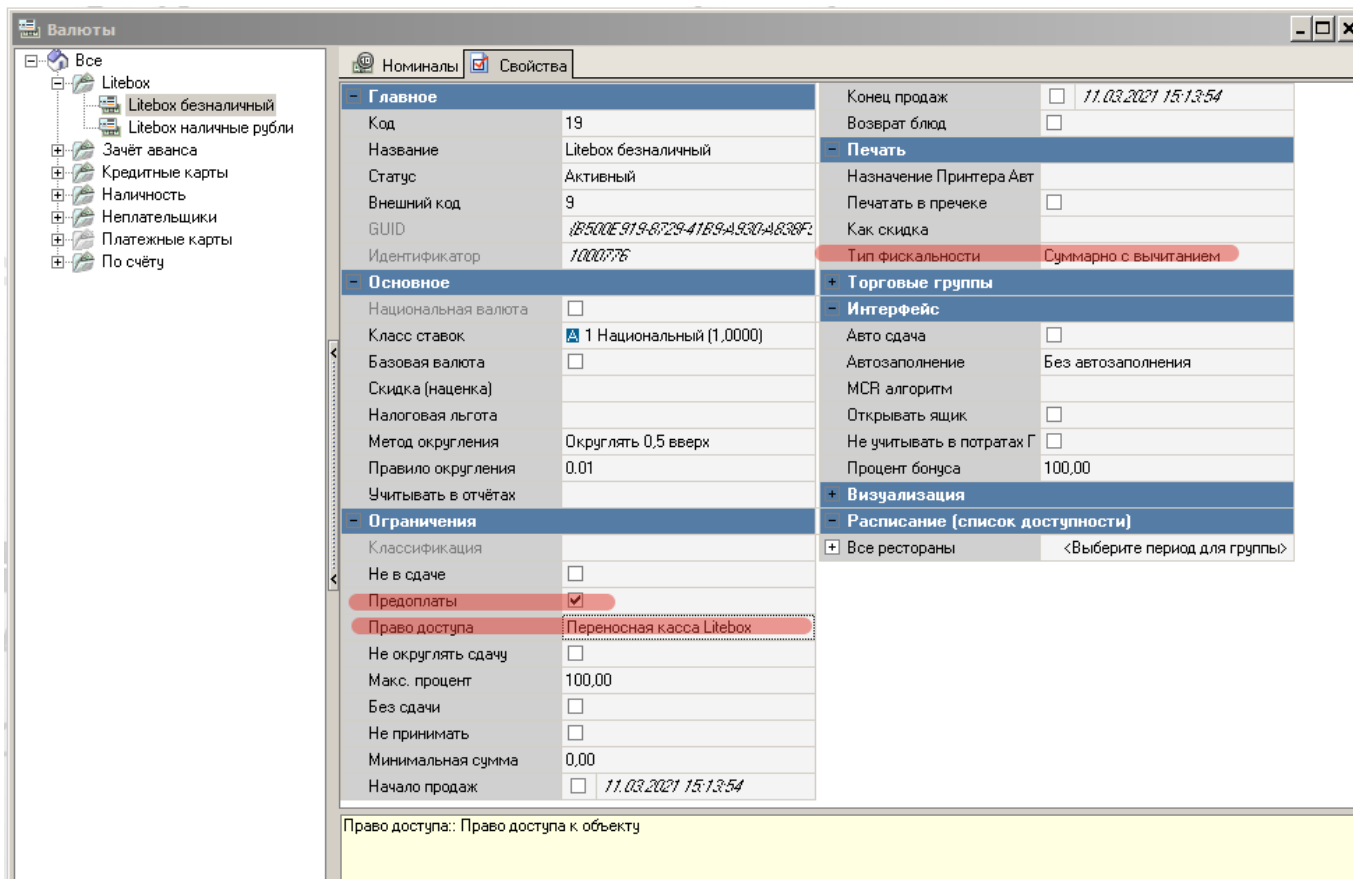 Валюты
Все
Litebox
Litebox безналичный
Litebox наличные рубли
Зачёт аванса
Кредитные карты
Наличность
Неплательщики
Платежные карты
По счёту
Номиналы Свойства
Главное
Код 19
Название Litebox безналичный
Статус Активный
Внешний код 9
GUID
Идентификатор 1000776
Основное
Национальная валюта
Класс ставок А 1 Национальный (1,0000)
Базовая валюта
Скидка (наценка)
Налоговая льгота
Метод округления Округлять 0,5 вверх
Правило округления 0.01
Учитывать в отчётах
Ограничения
Классификация
Не в сдаче
Предоплаты
Право доступа Переносная касса Litebox
Не округлять сдачу
Макс. процент 100,00
Без сдачи
Не принимать
Минимальная сумма 0,00
Начало продаж 11.03.2021 15:13:54
Конец продаж 11.03.2021 15:13:54
Возврат блюд
Печать
Назначение Принтера Авт
Печатать в пречеке
Как скидка
Тип фискальности Суммарно с вычитанием
Торговые группы
Интерфейс
Авто сдача
Автозаполнение Без автозаполнения
MCR алгоритм
Открывать ящик
Не учитывать в потратах Г
Процент бонуса 100,00
Визуализация
Расписание (список доступности)
Все рестораны <Выберите период для группы>
Право доступа:: Право доступа к объекту